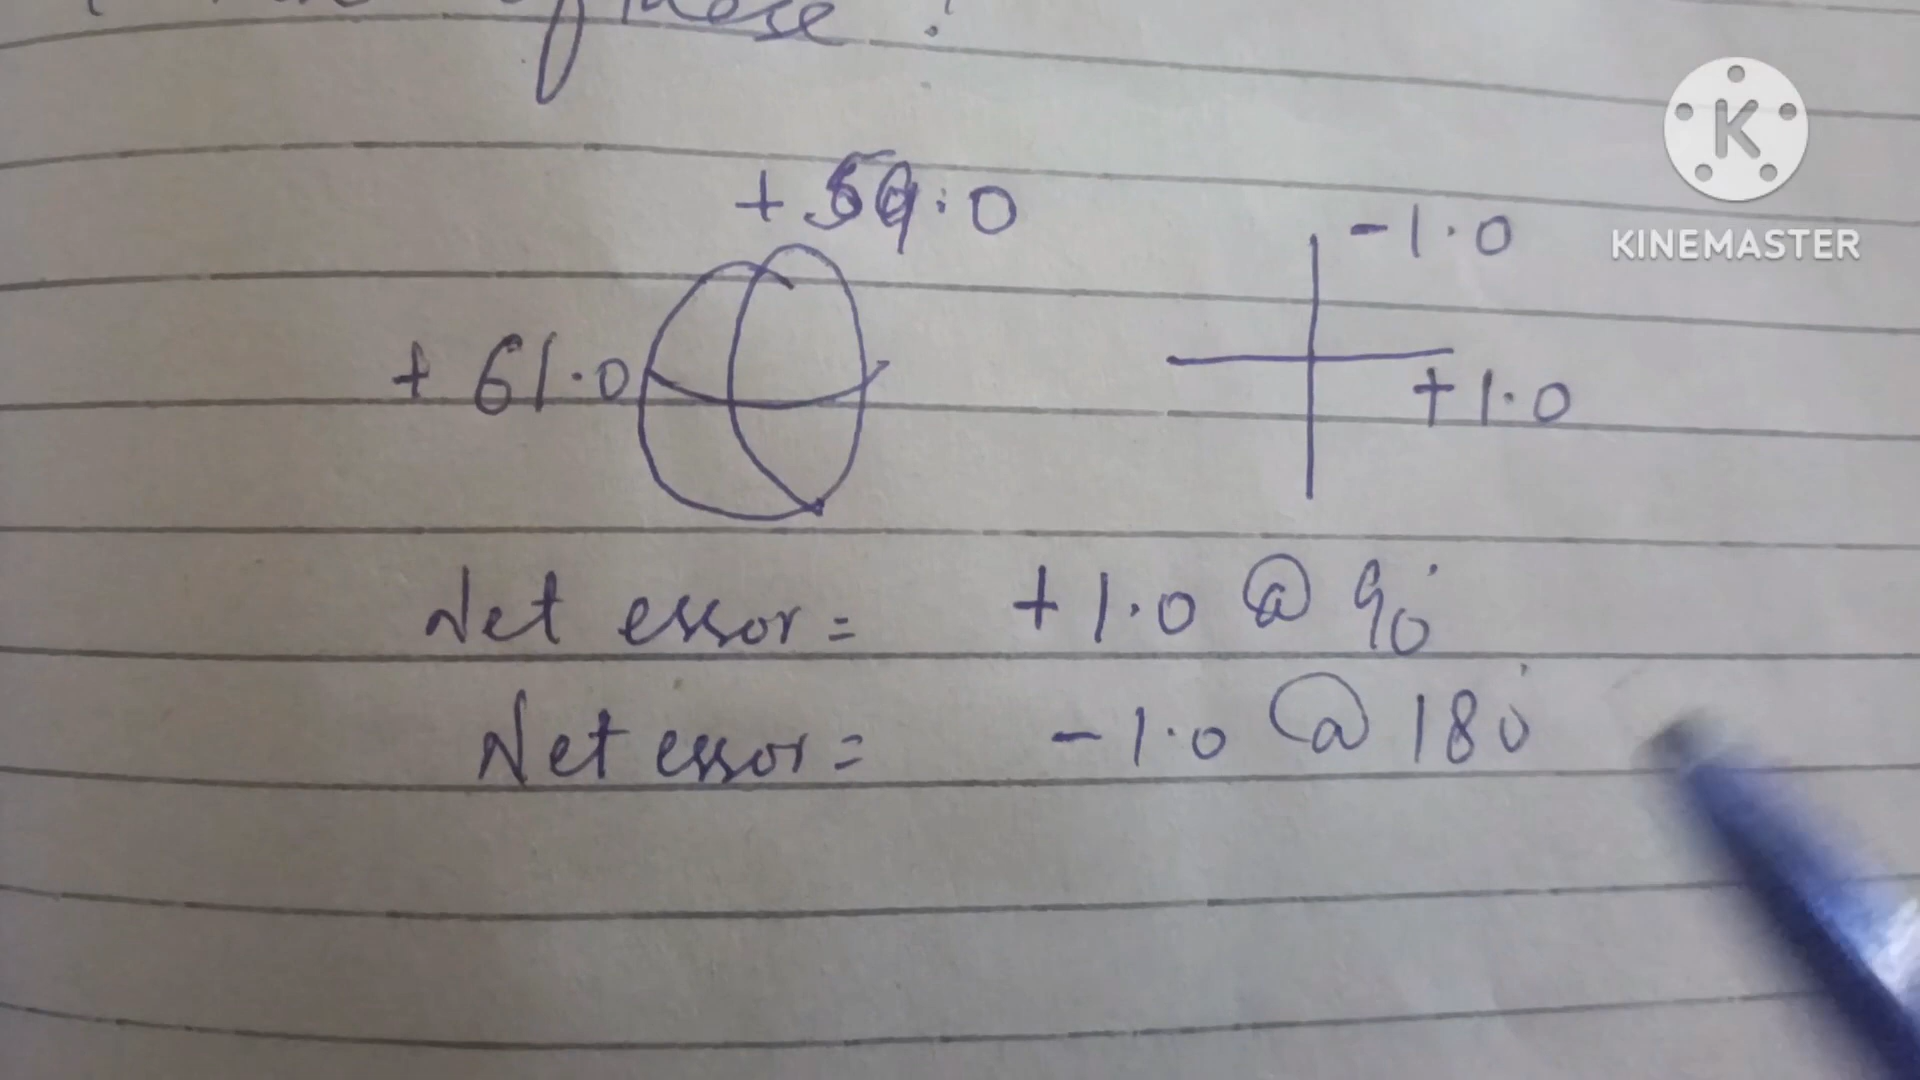 these?
+ 59.0
- 1.0
K
KINEMASTER
+ 61.0
+ 1.0
Net error = + 1.0 @ 90°
Net error = - 1.0 @ 180